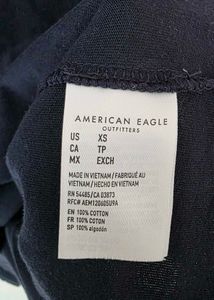 AMERICAN EAGLE
OUTFITTERS
US XS
CA TP
MX EXCH
MADE IN VIETNAM / FABRIQUÉ AU
VIETNAM / HECHO EN VIETNAM
RN 54485/CA 03873
RFC# AEM120605U9A
EN 100% COTTON
FR 100% COTON
SP 100% algodón